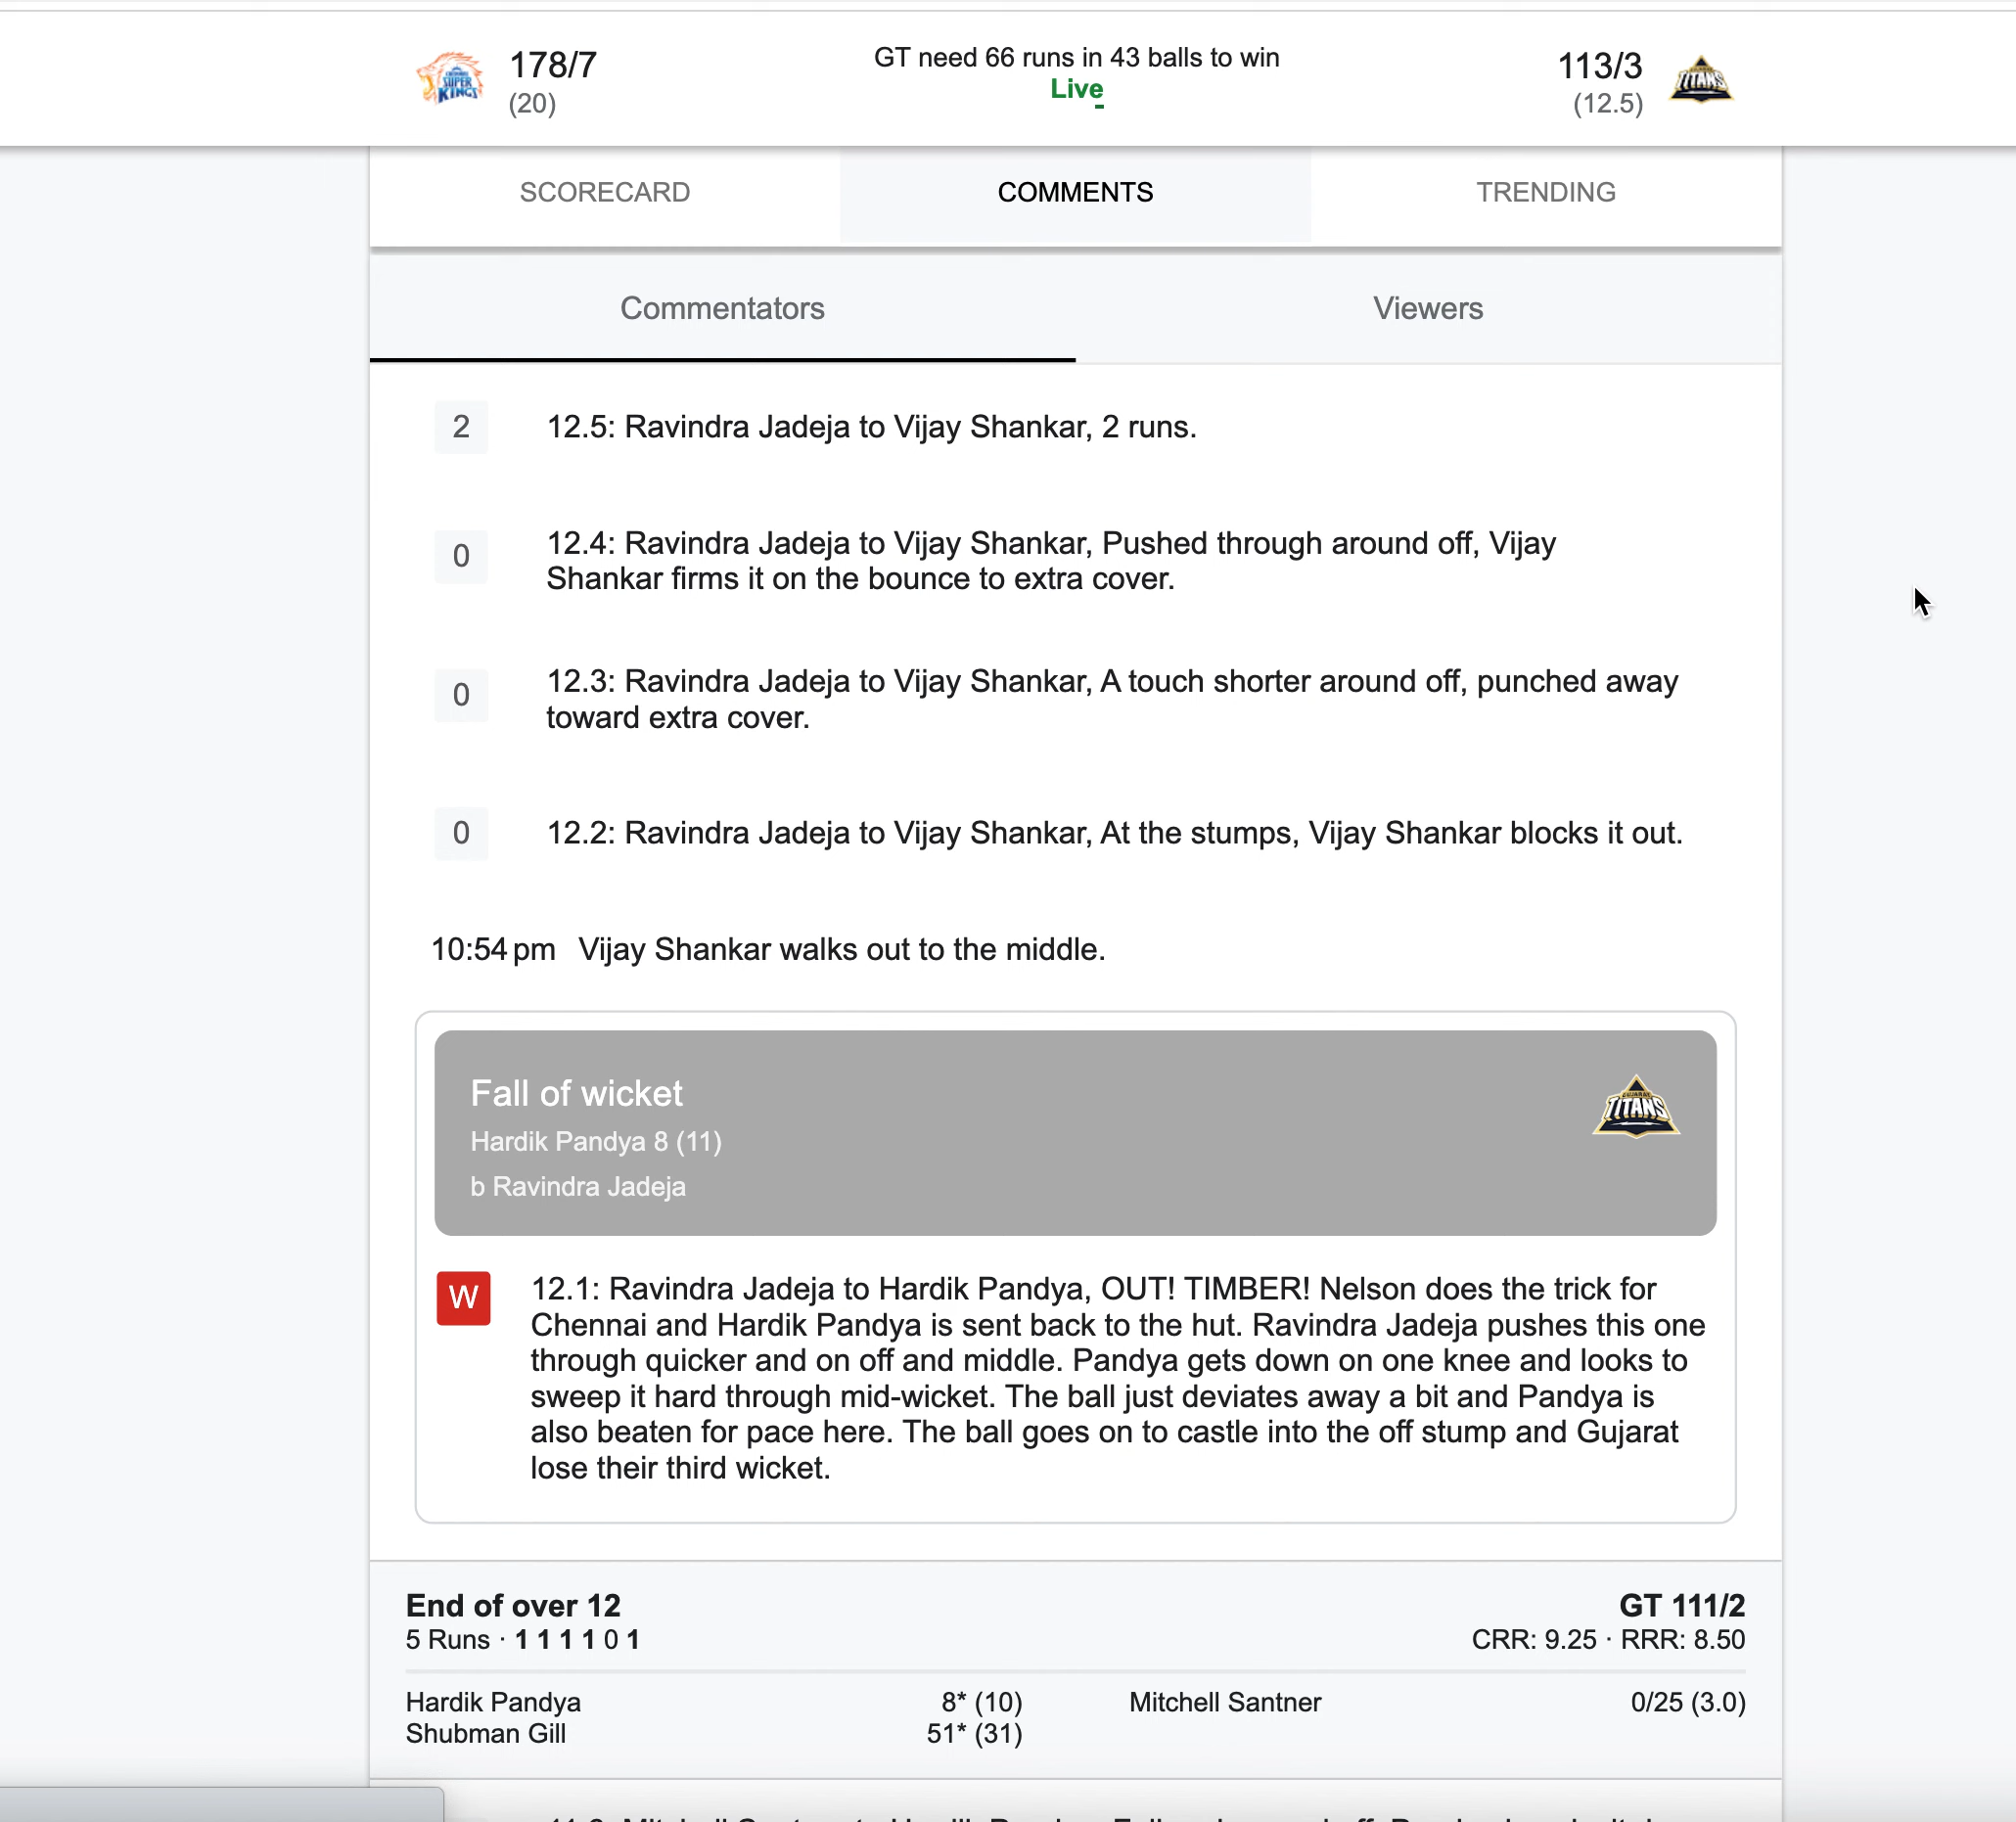 178/7
(20)
GT need 66 runs in 43 balls to win
Live
113/3
(12.5)
SUPER
KINGS
TITANS
SCORECARD
COMMENTS
TRENDING
Commentators
Viewers
2
12.5: Ravindra Jadeja to Vijay Shankar, 2 runs.
0
12.4: Ravindra Jadeja to Vijay Shankar, Pushed through around off, Vijay
Shankar firms it on the bounce to extra cover.
0
12.3: Ravindra Jadeja to Vijay Shankar, A touch shorter around off, punched away
toward extra cover.
0
12.2: Ravindra Jadeja to Vijay Shankar, At the stumps, Vijay Shankar blocks it out.
10:54 pm Vijay Shankar walks out to the middle.
Fall of wicket
Hardik Pandya 8 (11)
b Ravindra Jadeja
GUJARAT
TITANS
W
12.1: Ravindra Jadeja to Hardik Pandya, OUT! TIMBER! Nelson does the trick for
Chennai and Hardik Pandya is sent back to the hut. Ravindra Jadeja pushes this one
through quicker and on off and middle. Pandya gets down on one knee and looks to
sweep it hard through mid-wicket. The ball just deviates away a bit and Pandya is
also beaten for pace here. The ball goes on to castle into the off stump and Gujarat
lose their third wicket.
End of over 12
GT 111/2
5 Runs · 1 1 1 1 0 1
CRR: 9.25 · RRR: 8.50
Hardik Pandya 8* (10)
Mitchell Santner 0/25 (3.0)
Shubman Gill 51* (31)